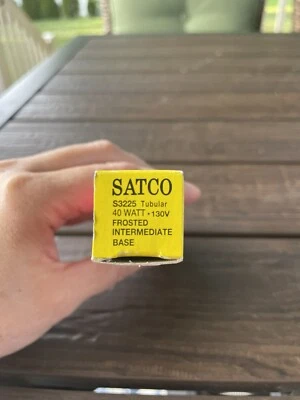 SATCO
S3225 Tubular
40 WATT • 130V
FROSTED
INTERMEDIATE
BASE